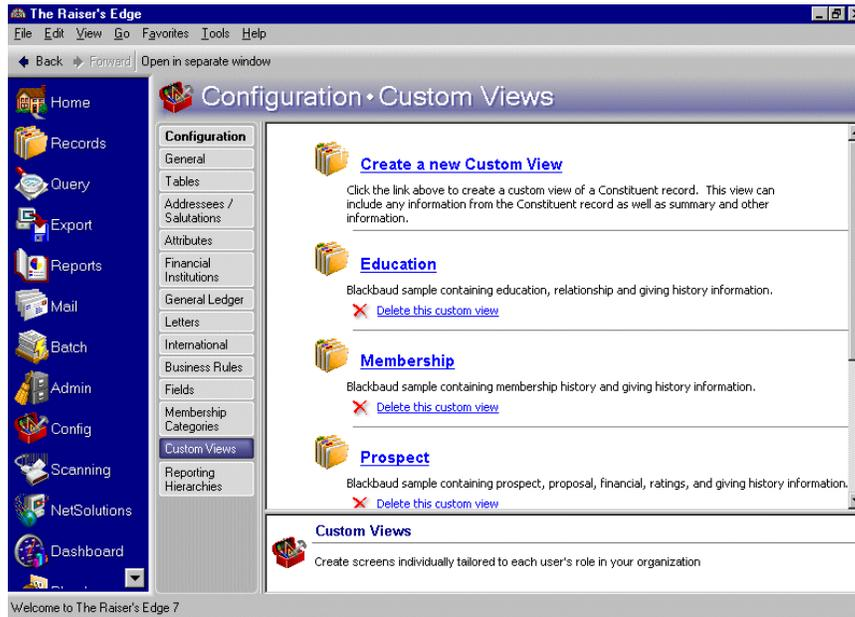 The Raiser's Edge
File Edit View Go Favorites Tools Help
Back Forward Open in separate window
Home
Records
Query
Export
Reports
Mail
Batch
Admin
Config
Scanning
NetSolutions
Dashboard
Configuration • Custom Views
Configuration
General
Tables
Addressees /
Salutations
Attributes
Financial
Institutions
General Ledger
Letters
International
Business Rules
Fields
Membership
Categories
Custom Views
Reporting
Hierarchies
Create a new Custom View
Click the link above to create a custom view of a Constituent record. This view can
include any information from the Constituent record as well as summary and other
information.
Education
Blackbaud sample containing education, relationship and giving history information.
Delete this custom view
Membership
Blackbaud sample containing membership history and giving history information.
Delete this custom view
Prospect
Blackbaud sample containing prospect, proposal, financial, ratings, and giving history information.
Delete this custom view
Custom Views
Create screens individually tailored to each user's role in your organization
Welcome to The Raiser's Edge 7